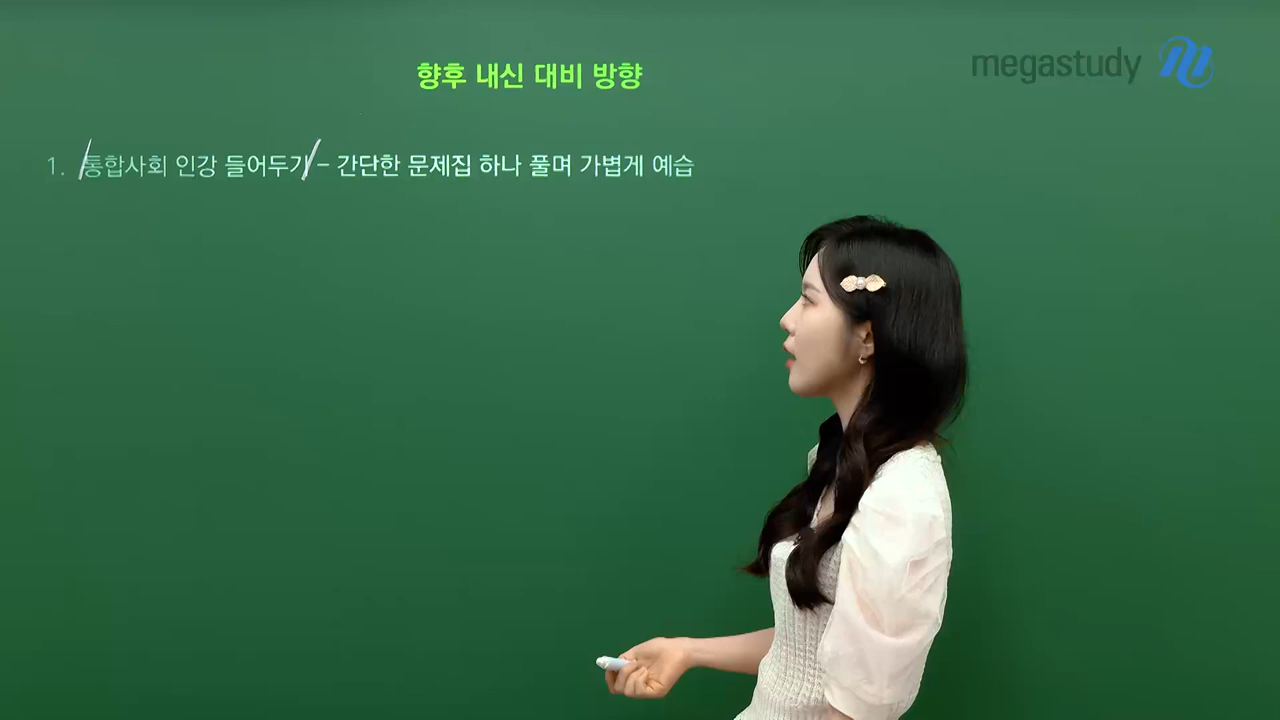 향후 내신 대비 방향
megastudy
1. 통합사회 인강 들어두기 - 간단한 문제집 하나 풀며 가볍게 예습